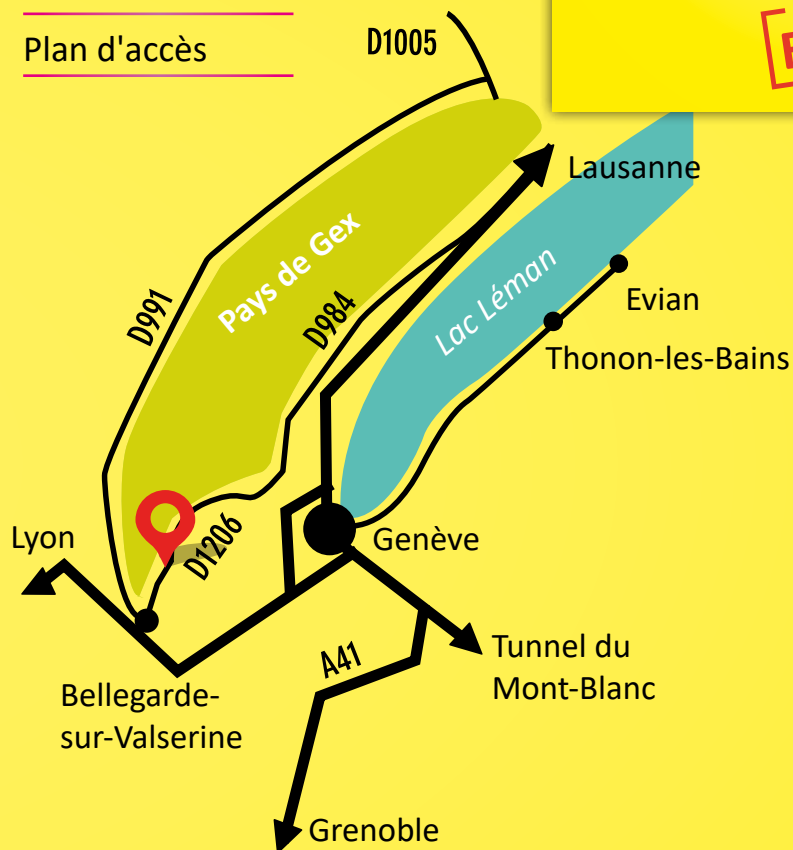 Plan d'accès
D1005
Lausanne
Pays de Gex
Lac Léman
D991
D984
Evian
Thonon-les-Bains
Lyon
D1206
Genève
A41
Tunnel du
Mont-Blanc
Bellegarde-
sur-Valserine
Grenoble